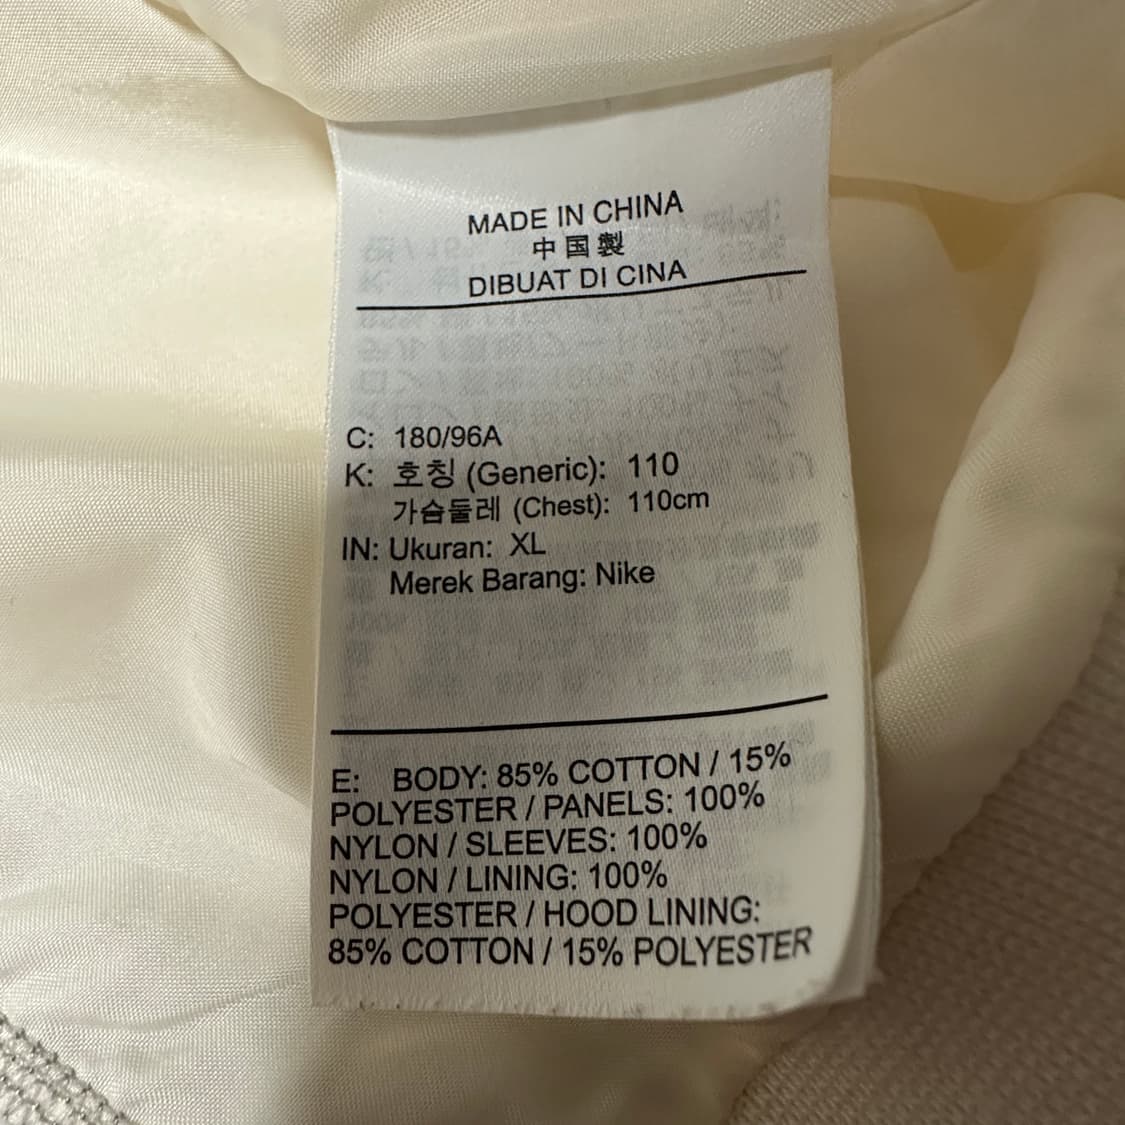 MADE IN CHINA
中国製
DIBUAT DI CINA
C: 180/96A
K: 호칭 (Generic): 110
가슴둘레 (Chest): 110cm
IN: Ukuran: XL
Merek Barang: Nike
E: BODY: 85% COTTON / 15%
POLYESTER / PANELS: 100%
NYLON / SLEEVES: 100%
NYLON / LINING: 100%
POLYESTER / HOOD LINING:
85% COTTON / 15% POLYESTER